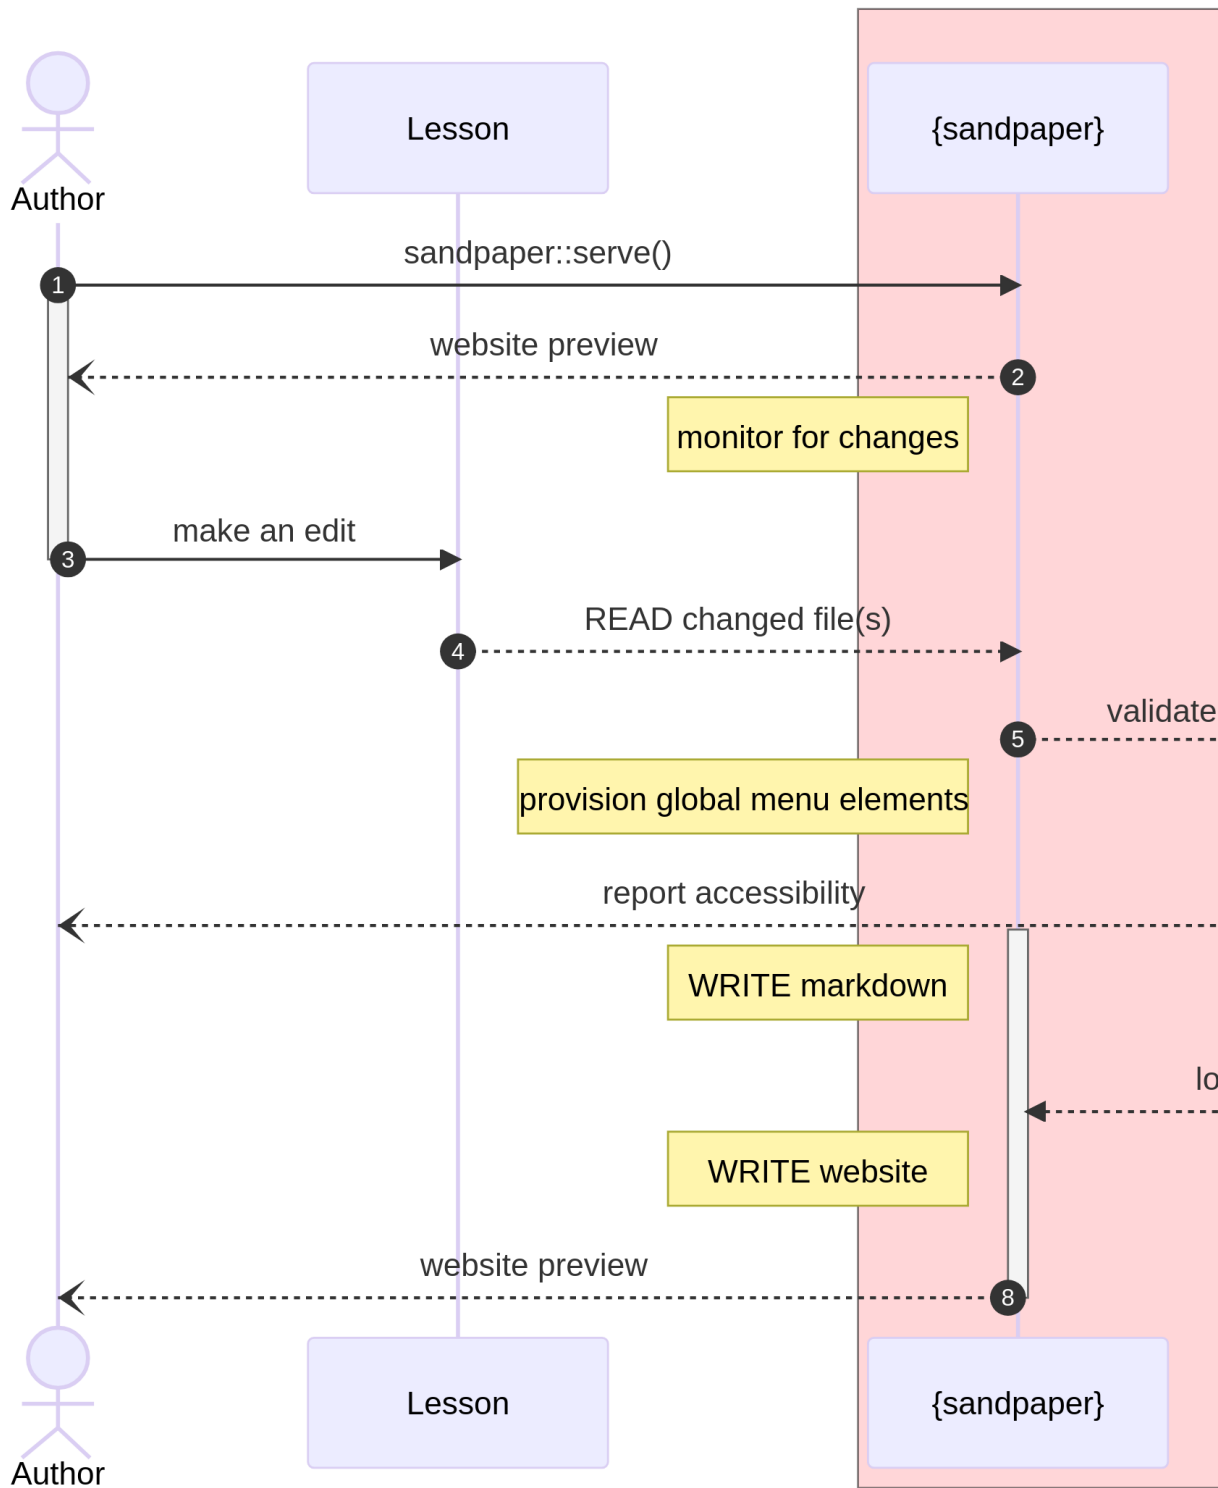 Author
Lesson
{sandpaper}
sandpaper::serve()
1
website preview
2
monitor for changes
make an edit
3
READ changed file(s)
4
validate
5
provision global menu elements
report accessibility
WRITE markdown
lo
WRITE website
website preview
8
Author
Lesson
{sandpaper}